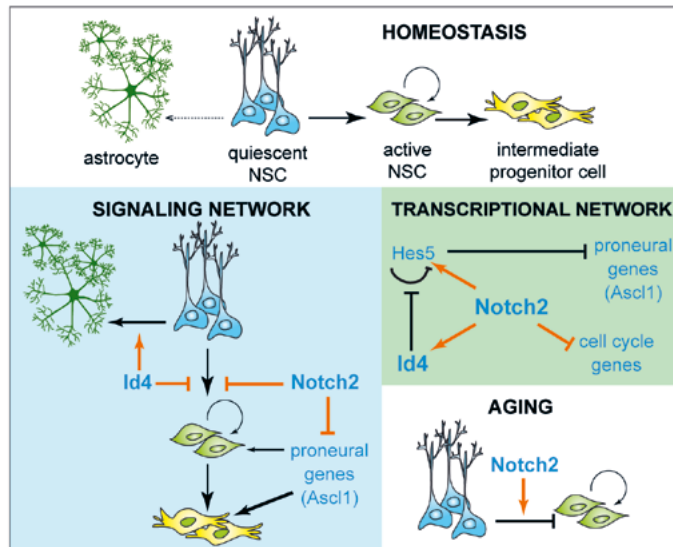 HOMEOSTASIS
astrocyte
quiescent
NSC
active
NSC
intermediate
progenitor cell
SIGNALING NETWORK
Id4
Notch2
proneural
genes
(Ascl1)
TRANSCRIPTIONAL NETWORK
Hes5
proneural
genes
(Ascl1)
Notch2
Id4
cell cycle
genes
AGING
Notch2